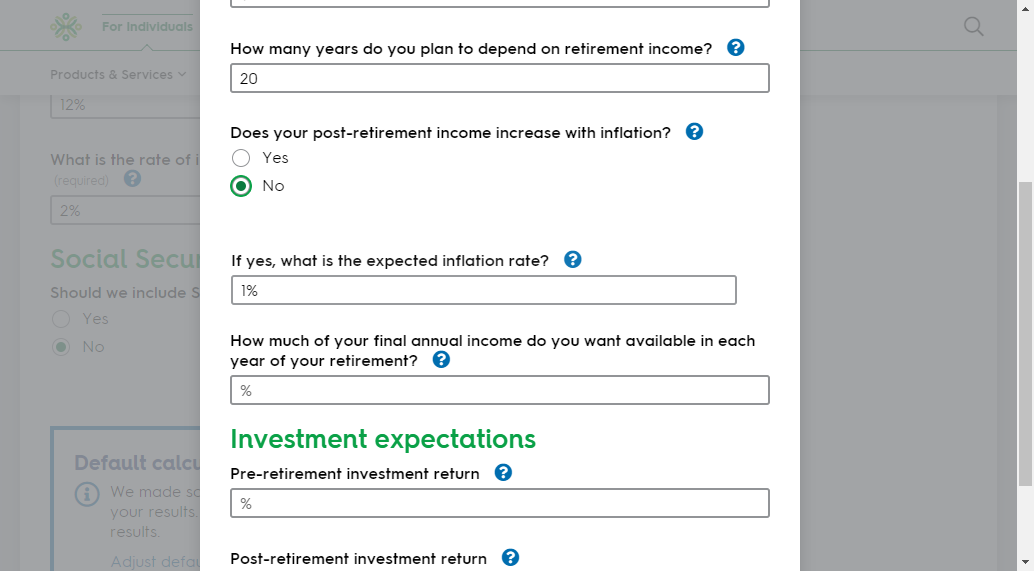 For Individuals
Products & Services
12%
What is the rate of i
(required)
2%
Social Secur
Should we include S
Yes
No
Default calcu
We made so
your results.
results.
Adjust defau
How many years do you plan to depend on retirement income?
20
Does your post-retirement income increase with inflation?
Yes
No
If yes, what is the expected inflation rate?
1%
How much of your final annual income do you want available in each
year of your retirement?
%
Investment expectations
Pre-retirement investment return
%
Post-retirement investment return